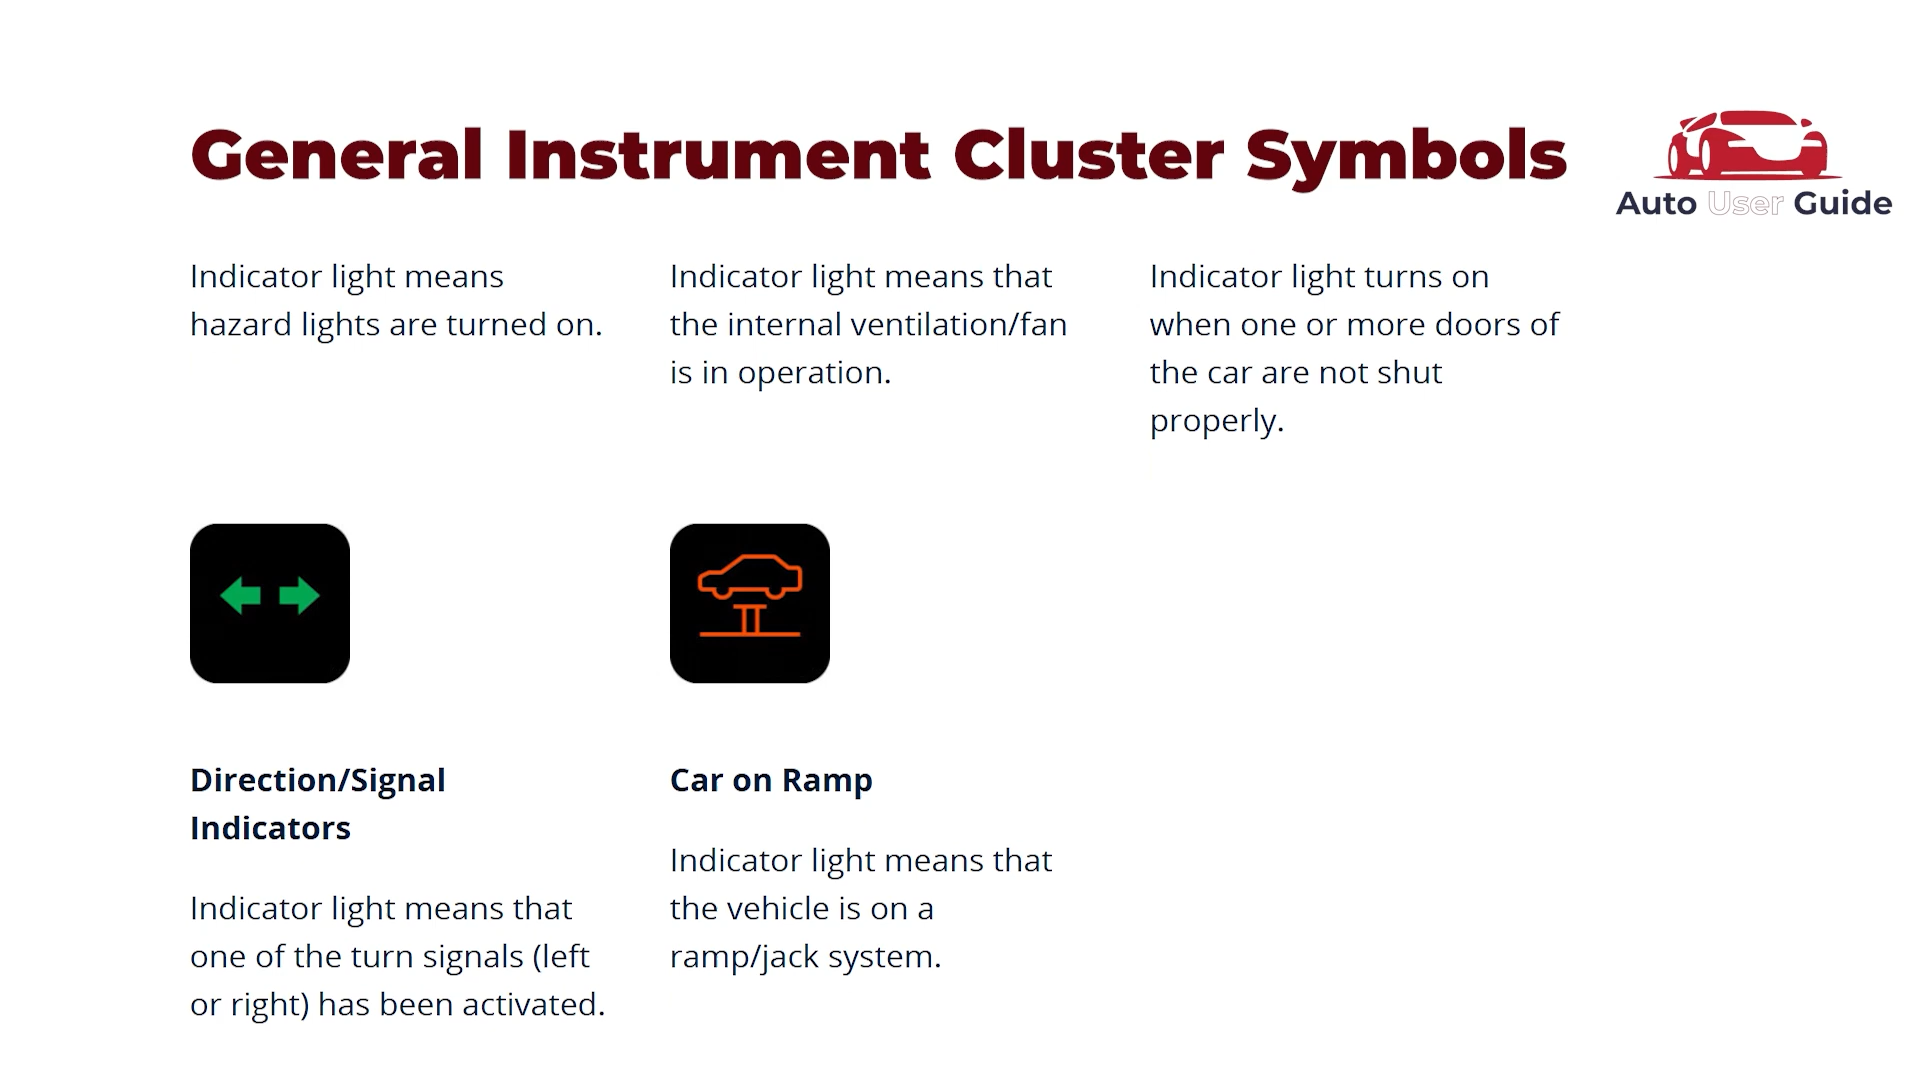 General Instrument Cluster Symbols
Auto User Guide
Indicator light means
hazard lights are turned on.
Indicator light means that
the internal ventilation/fan
is in operation.
Indicator light turns on
when one or more doors of
the car are not shut
properly.
Direction/Signal
Indicators
Indicator light means that
one of the turn signals (left
or right) has been activated.
Car on Ramp
Indicator light means that
the vehicle is on a
ramp/jack system.